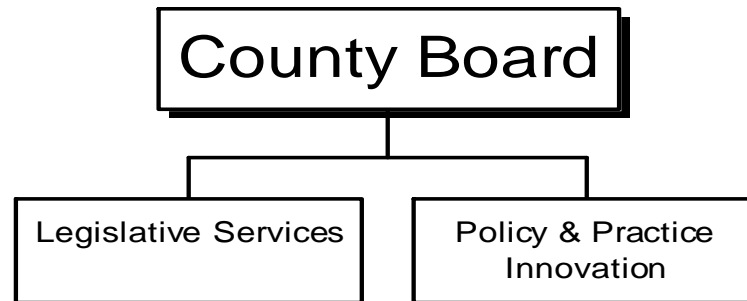 County Board
Legislative Services
Policy & Practice
Innovation